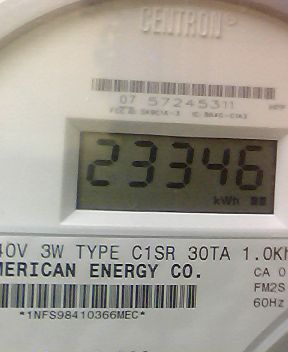 CENTRON
07 57245311
23346
kWh
40V 3W TYPE C1SR 30TA 1.0Kh
MERICAN ENERGY CO.
CA 0
FM2S
60Hz
*1NFS98410366MEC*